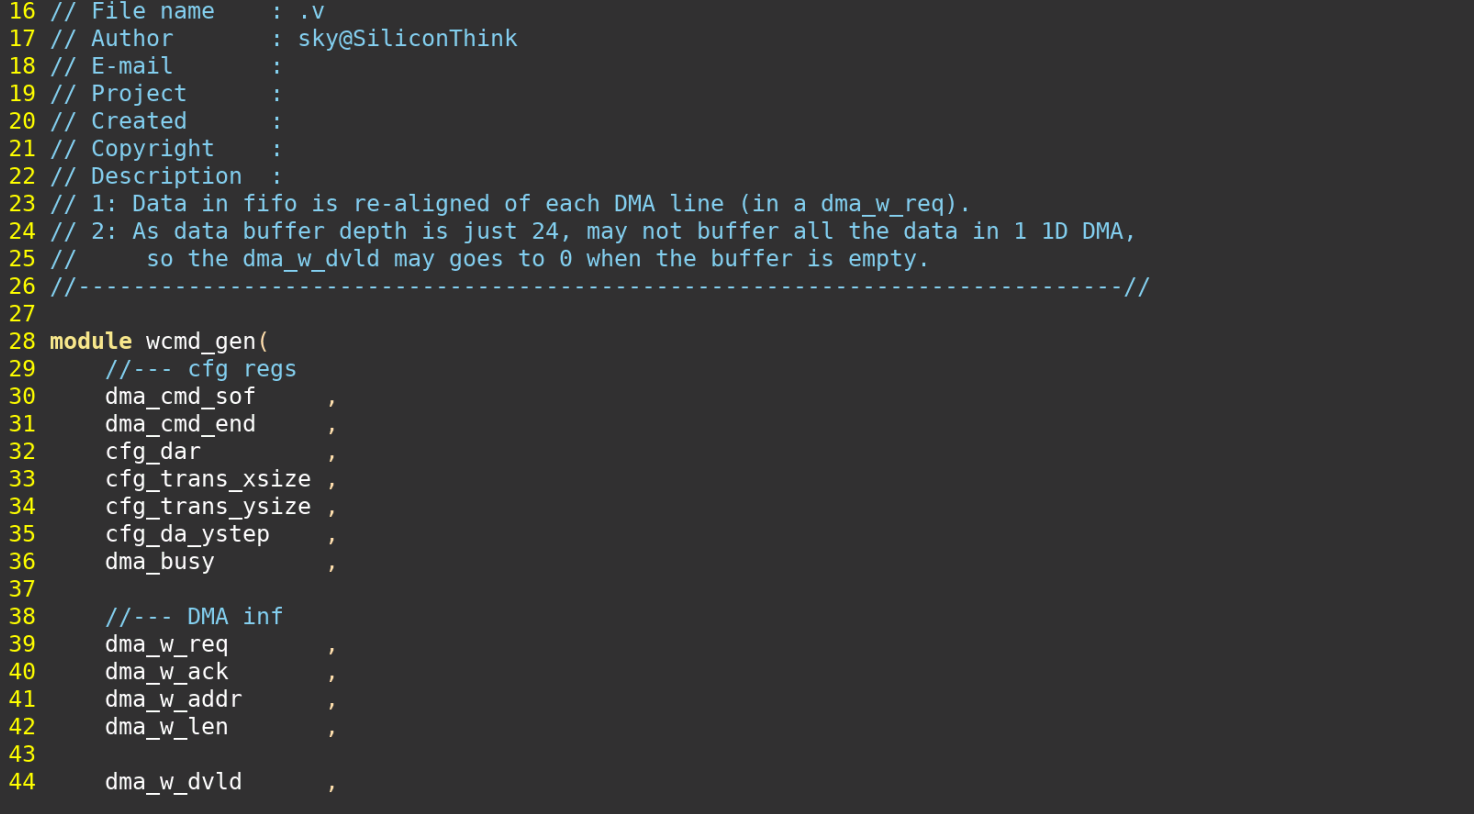 16 // File name    : .v
17 // Author       : sky@SiliconThink
18 // E-mail       :
19 // Project      :
20 // Created      :
21 // Copyright    :
22 // Description  :
23 // 1: Data in fifo is re-aligned of each DMA line (in a dma_w_req).
24 // 2: As data buffer depth is just 24, may not buffer all the data in 1 1D DMA,
25 //     so the dma_w_dvld may goes to 0 when the buffer is empty.
26 //----------------------------------------------------------------------------//
27
28 module wcmd_gen(
29     //--- cfg regs
30     dma_cmd_sof     ,
31     dma_cmd_end     ,
32     cfg_dar         ,
33     cfg_trans_xsize ,
34     cfg_trans_ysize ,
35     cfg_da_ystep    ,
36     dma_busy        ,
37
38     //--- DMA inf
39     dma_w_req       ,
40     dma_w_ack       ,
41     dma_w_addr      ,
42     dma_w_len       ,
43
44     dma_w_dvld      ,